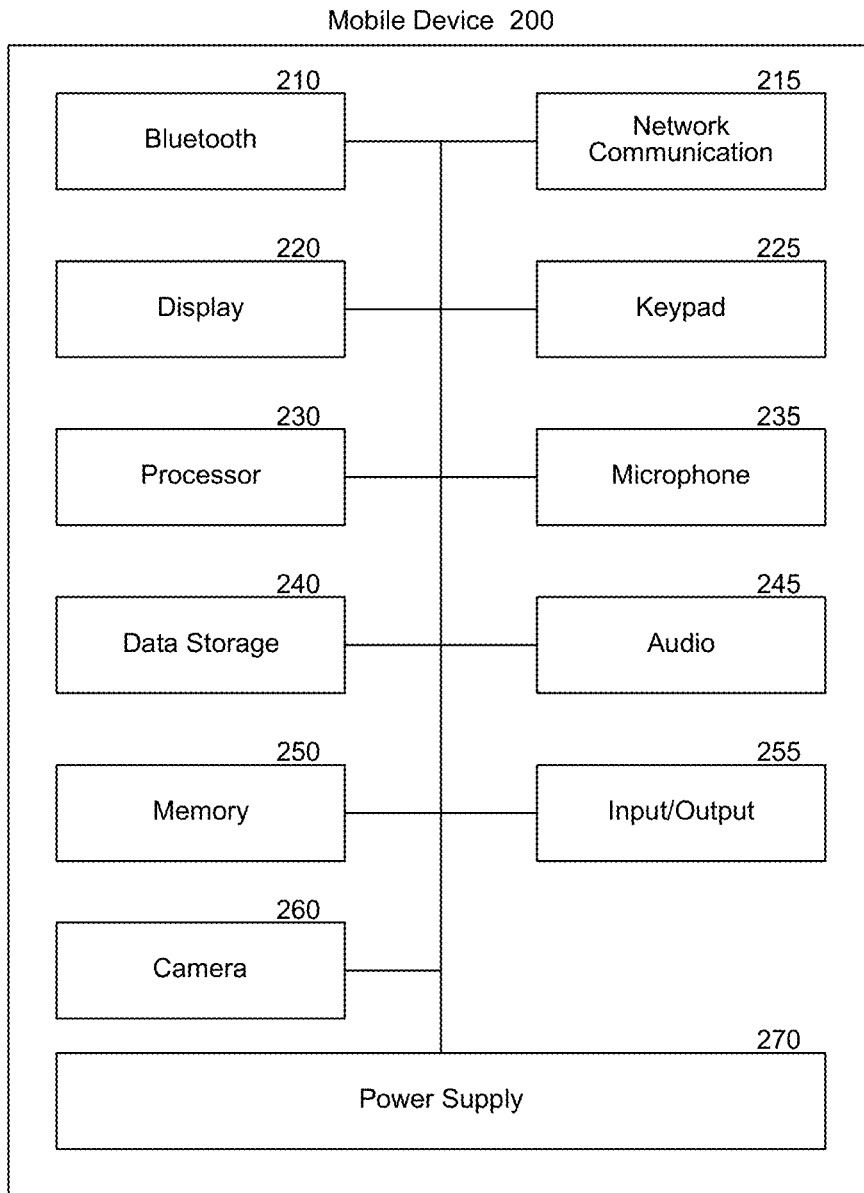 Mobile Device 200
210
Bluetooth
215
Network
Communication
220
Display
225
Keypad
230
Processor
235
Microphone
240
Data Storage
245
Audio
250
Memory
255
Input/Output
260
Camera
270
Power Supply